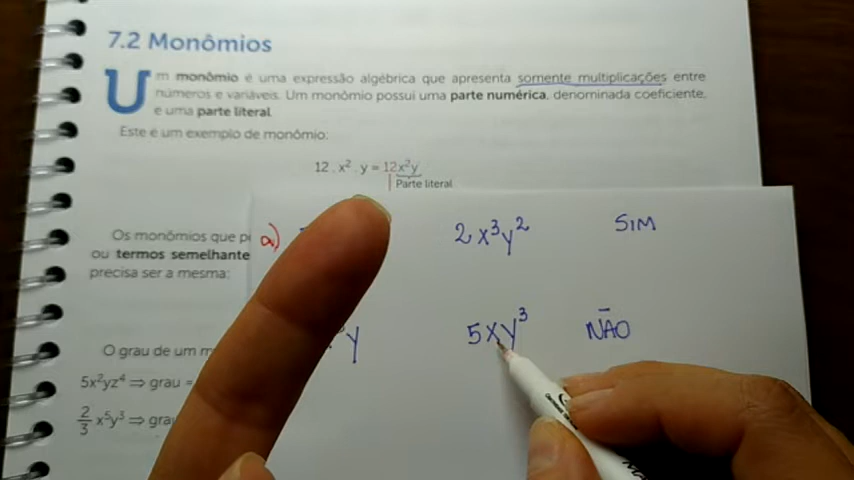 7.2 Monômios
Um monômio é uma expressão algébrica que apresenta somente multiplicações entre
números e variáveis. Um monômio possui uma parte numérica, denominada coeficiente,
e uma parte literal.
Este é um exemplo de monômio:
12 . x² . y = 12x²y
Parte literal
Os monômios que
a)
2x³y² SIM
ou termos semelhante
precisa ser a mesma:
O grau de um
y 5xy³ NÃO
5x²yz⁴ ⇒ grau =
2/3 x⁵y³ ⇒ grau